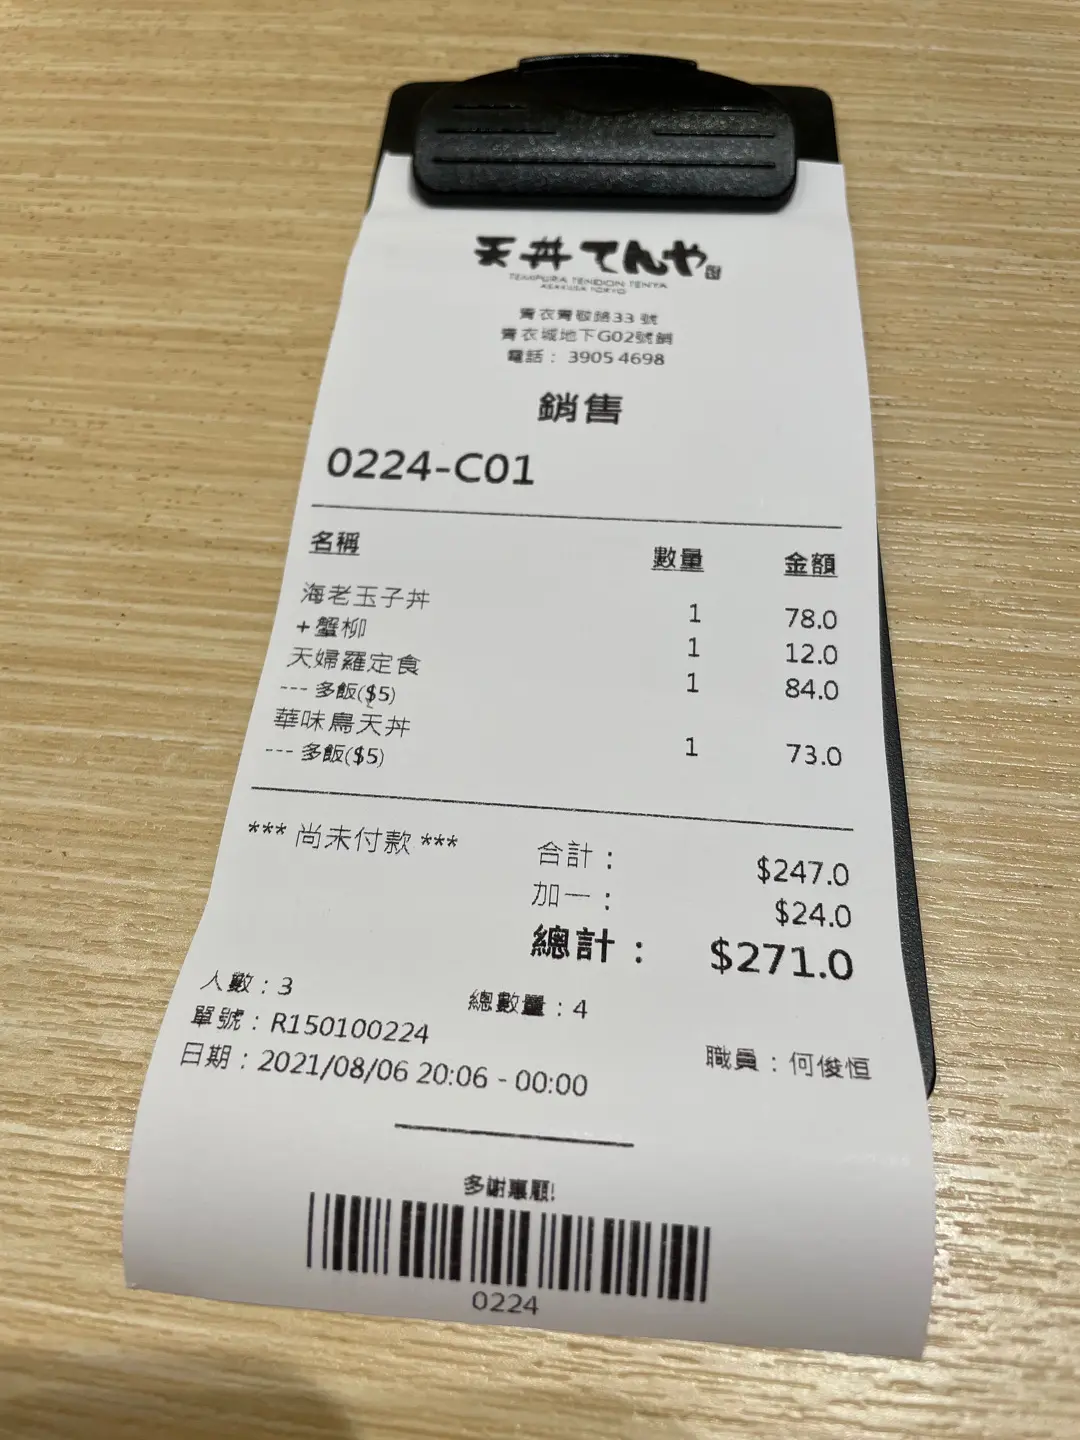 天丼てんや
TEMPURA TENDON TENYA
ASAKUSA TOKYO
青衣青敬路33 號
青衣城地下G02號舖
電話： 3905 4698
銷售
0224-C01
名稱 數量 金額
海老玉子丼 1 78.0
+蟹柳 1 12.0
天婦羅定食 1 84.0
--- 多飯($5)
華味鳥天丼 1 73.0
--- 多飯($5)
*** 尚未付款 *** 合計： $247.0
加一： $24.0
總計： $271.0
人數：3 總數量：4
單號：R150100224
日期：2021/08/06 20:06 - 00:00 職員：何俊恒
多謝惠顧!
0224